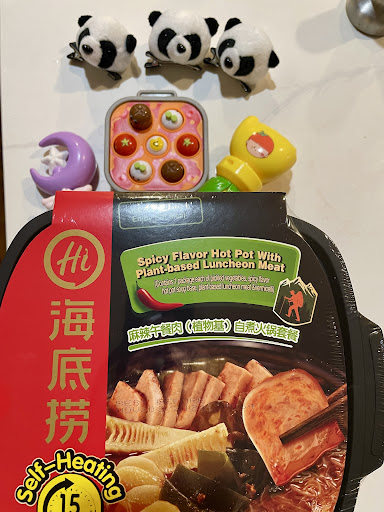 Hi
海底捞
Spicy Flavor Hot Pot With
Plant-based Luncheon Meat
麻辣午餐肉（植物基）自煮火锅套餐
Self-Heating
15